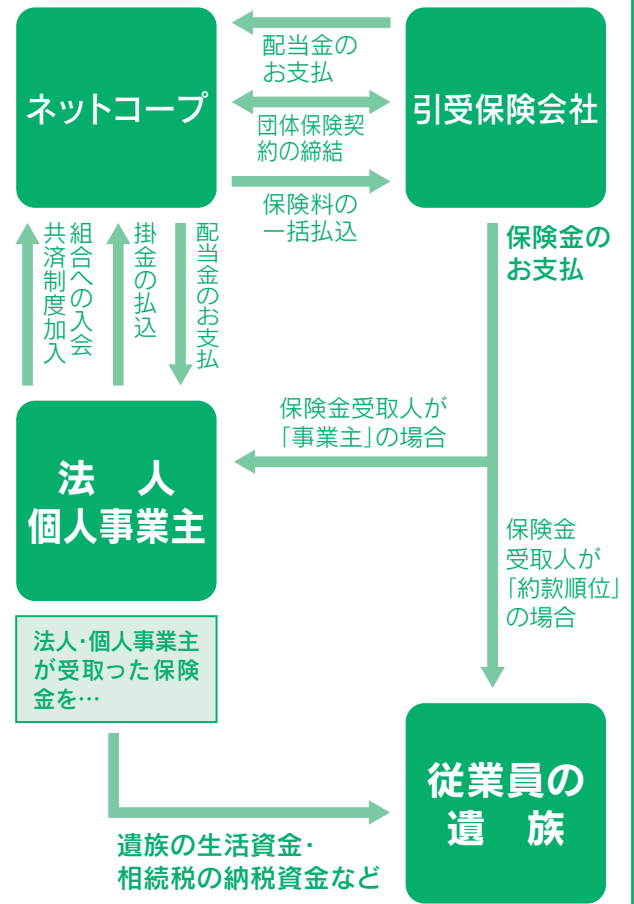 ネットコープ
配当金の
お支払
団体保険契
約の締結
保険料の
一括払込
引受保険会社
組合への入会
共済制度加入
掛金の払込
配当金のお支払
保険金の
お支払
保険金受取人が
「事業主」の場合
法　人
個人事業主
保険金
受取人が
「約款順位」
の場合
法人・個人事業主
が受取った保険
金を…
遺族の生活資金・
相続税の納税資金など
従業員の
遺　族